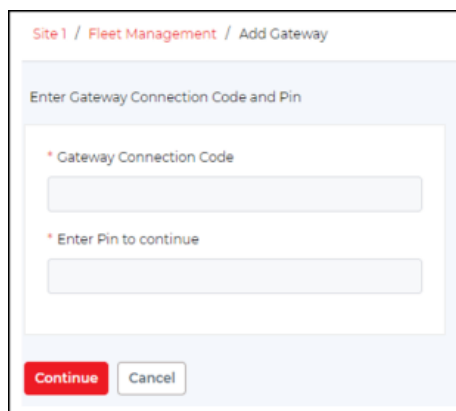 Site 1 / Fleet Management / Add Gateway
Enter Gateway Connection Code and Pin
* Gateway Connection Code
* Enter Pin to continue
Continue Cancel